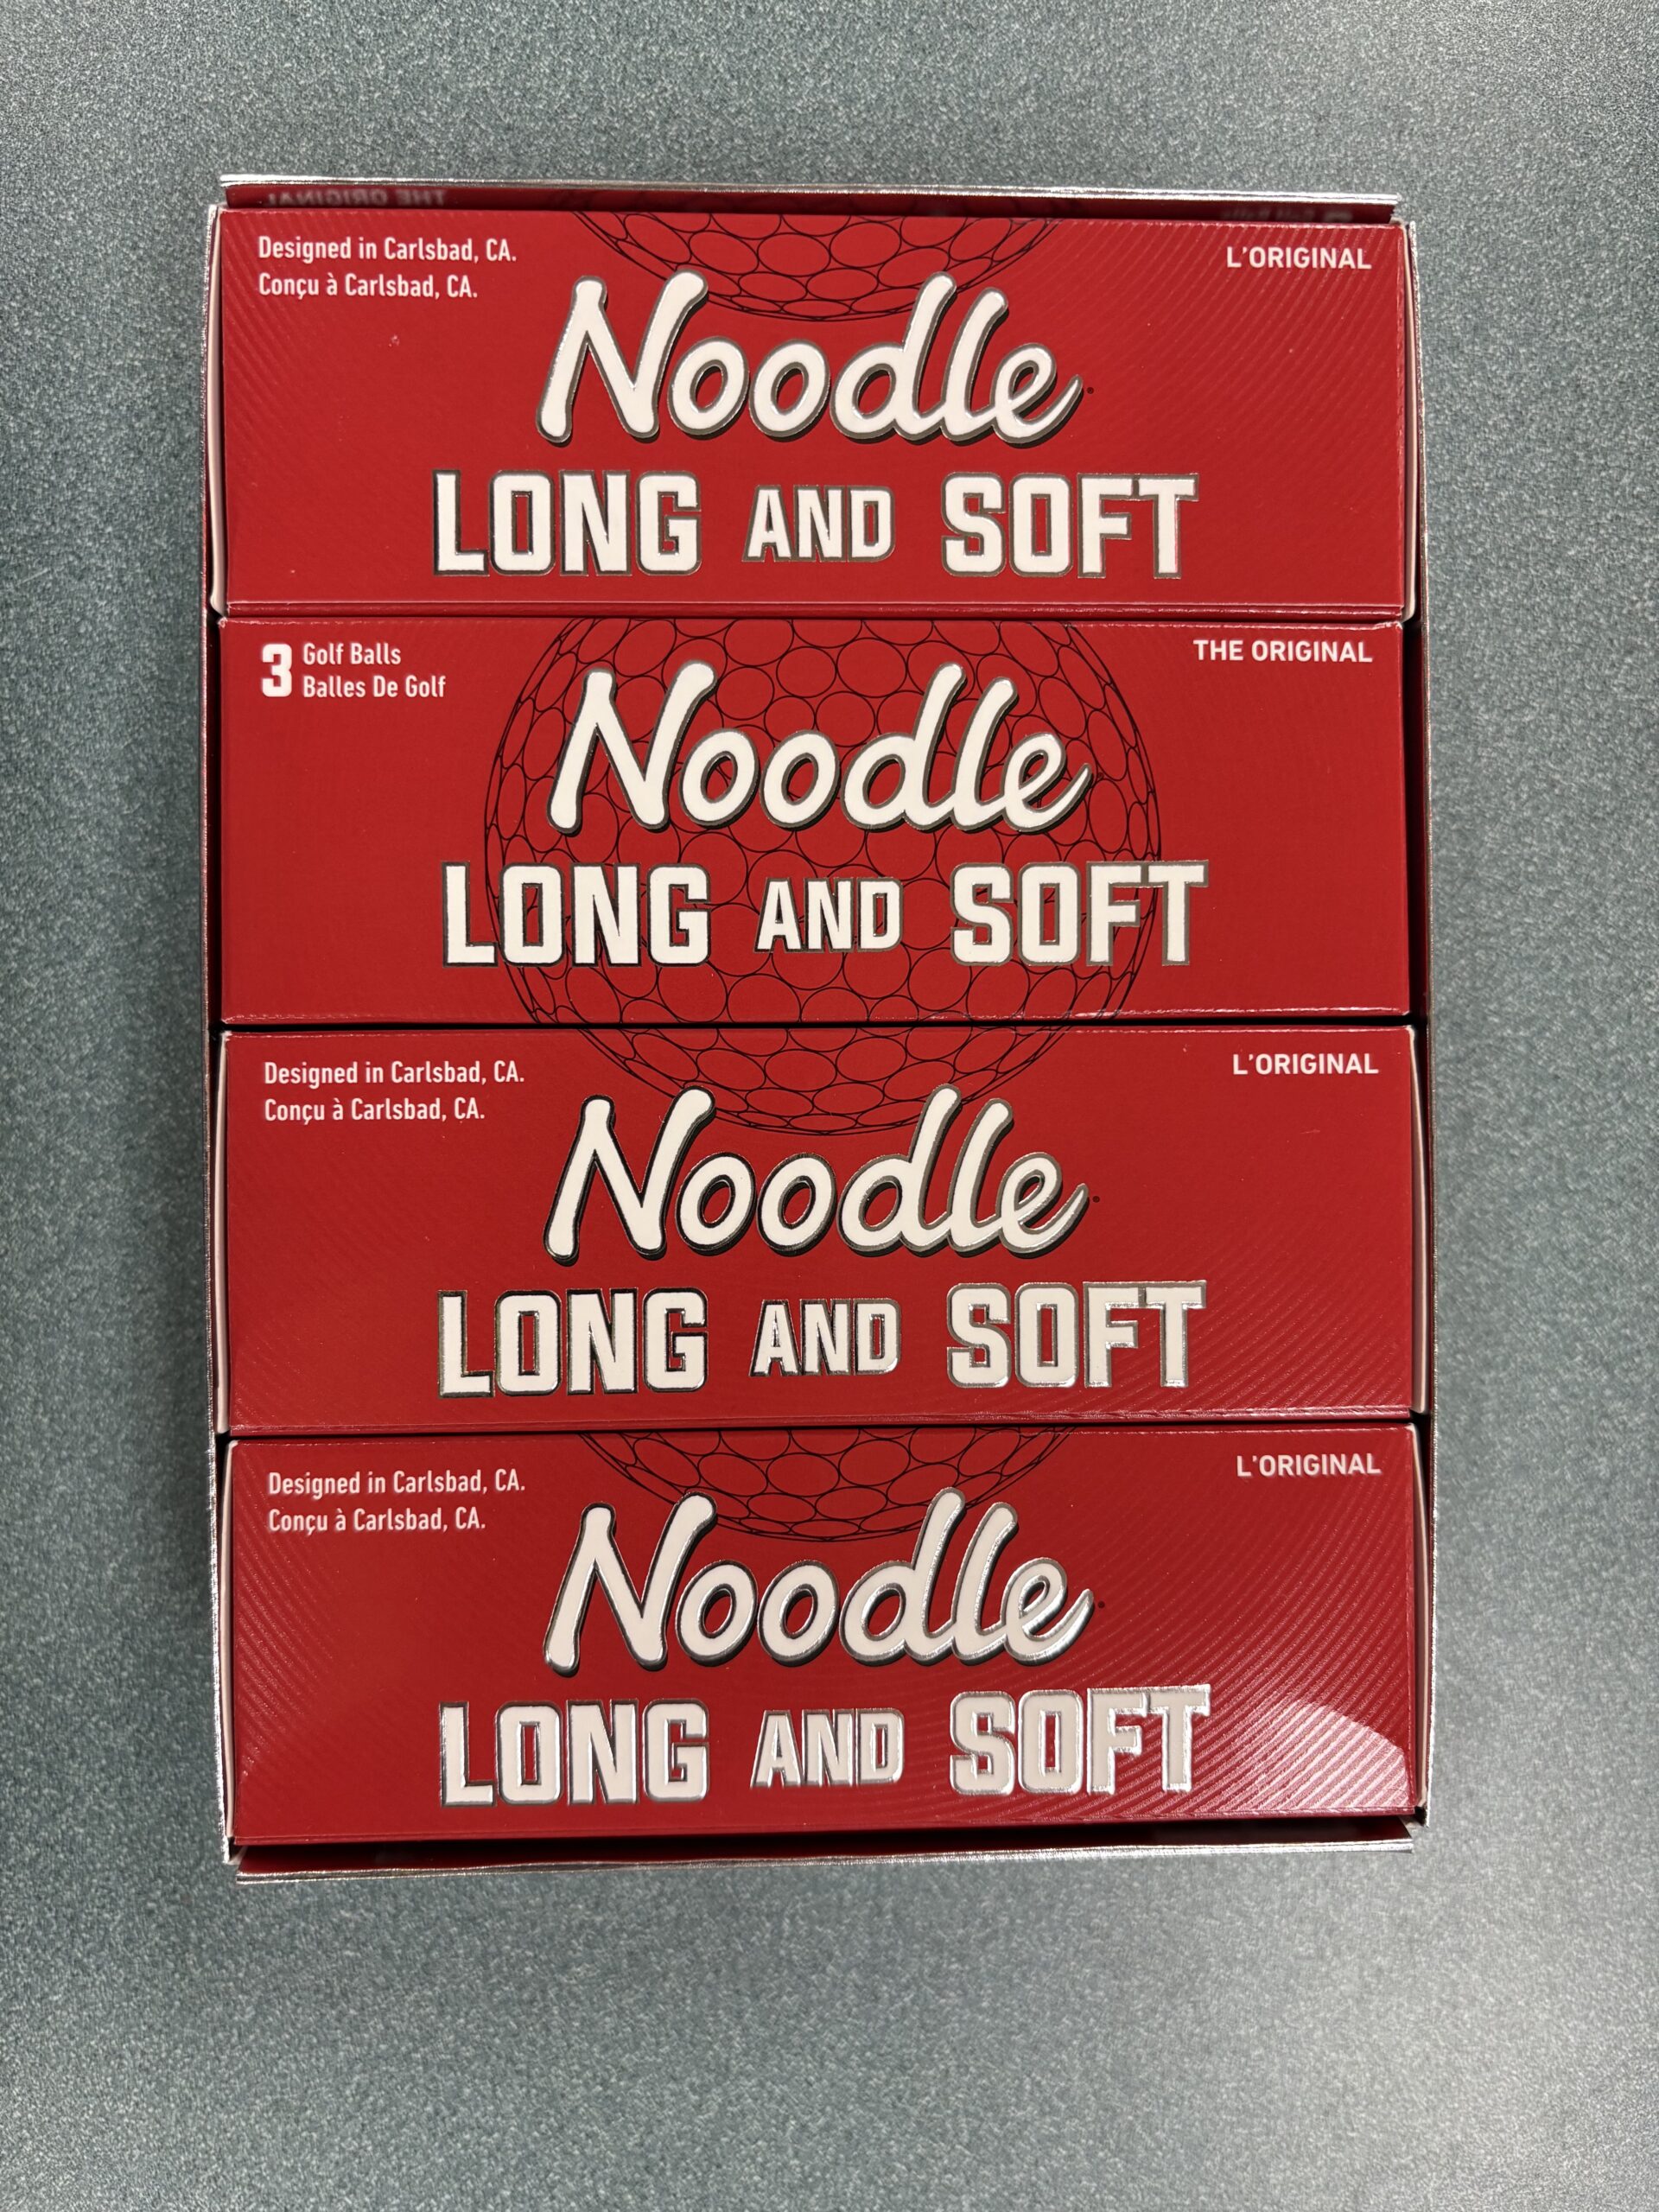 THE ORIGINAL
Designed in Carlsbad, CA.
Conçu à Carlsbad, CA.
L'ORIGINAL
Noodle
LONG AND SOFT
3 Golf Balls
Balles De Golf
THE ORIGINAL
Noodle
LONG AND SOFT
Designed in Carlsbad, CA.
Conçu à Carlsbad, CA.
L'ORIGINAL
Noodle
LONG AND SOFT
Designed in Carlsbad, CA.
Conçu à Carlsbad, CA.
L'ORIGINAL
Noodle
LONG AND SOFT